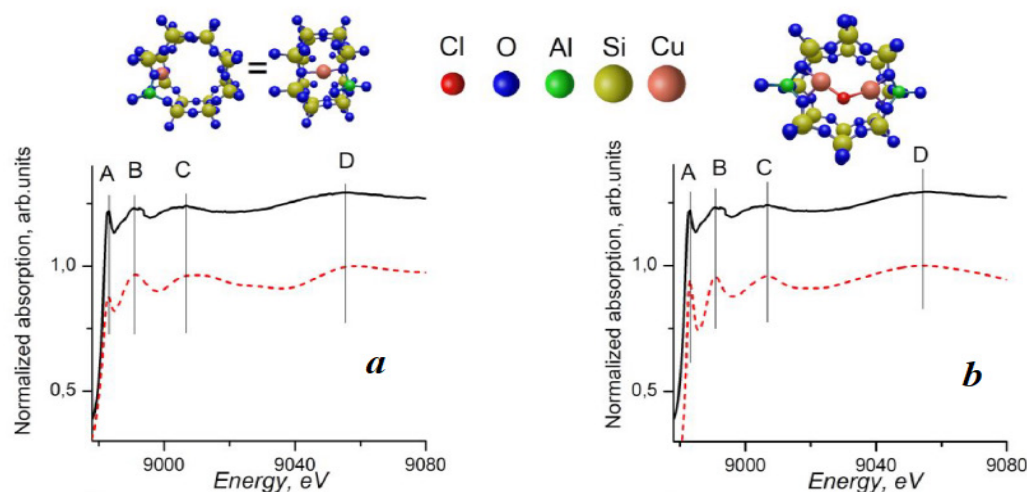 =
Cl O Al Si Cu
A B C D
Normalized absorption, arb.units
1,0
0,5
a
9000 9040 9080
Energy, eV
A B C D
Normalized absorption, arb.units
1,0
0,5
b
9000 9040 9080
Energy, eV